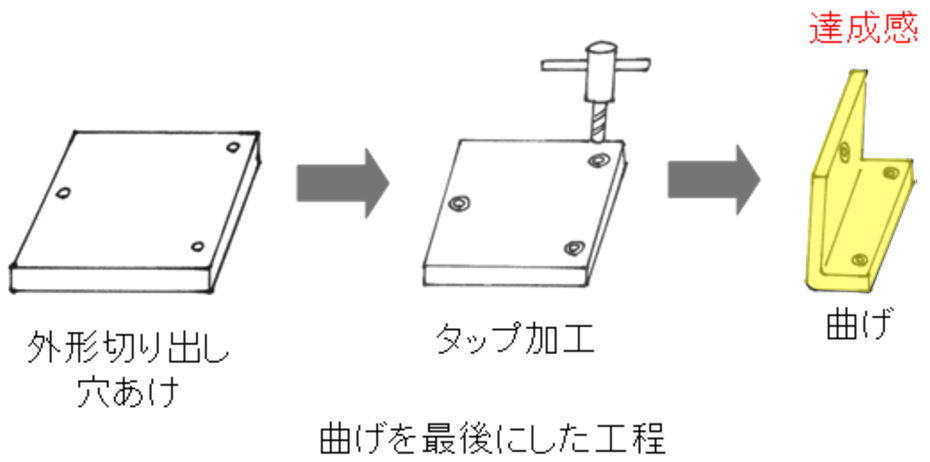 達成感
外形切り出し
穴あけ
タップ加工
曲げ
曲げを最後にした工程